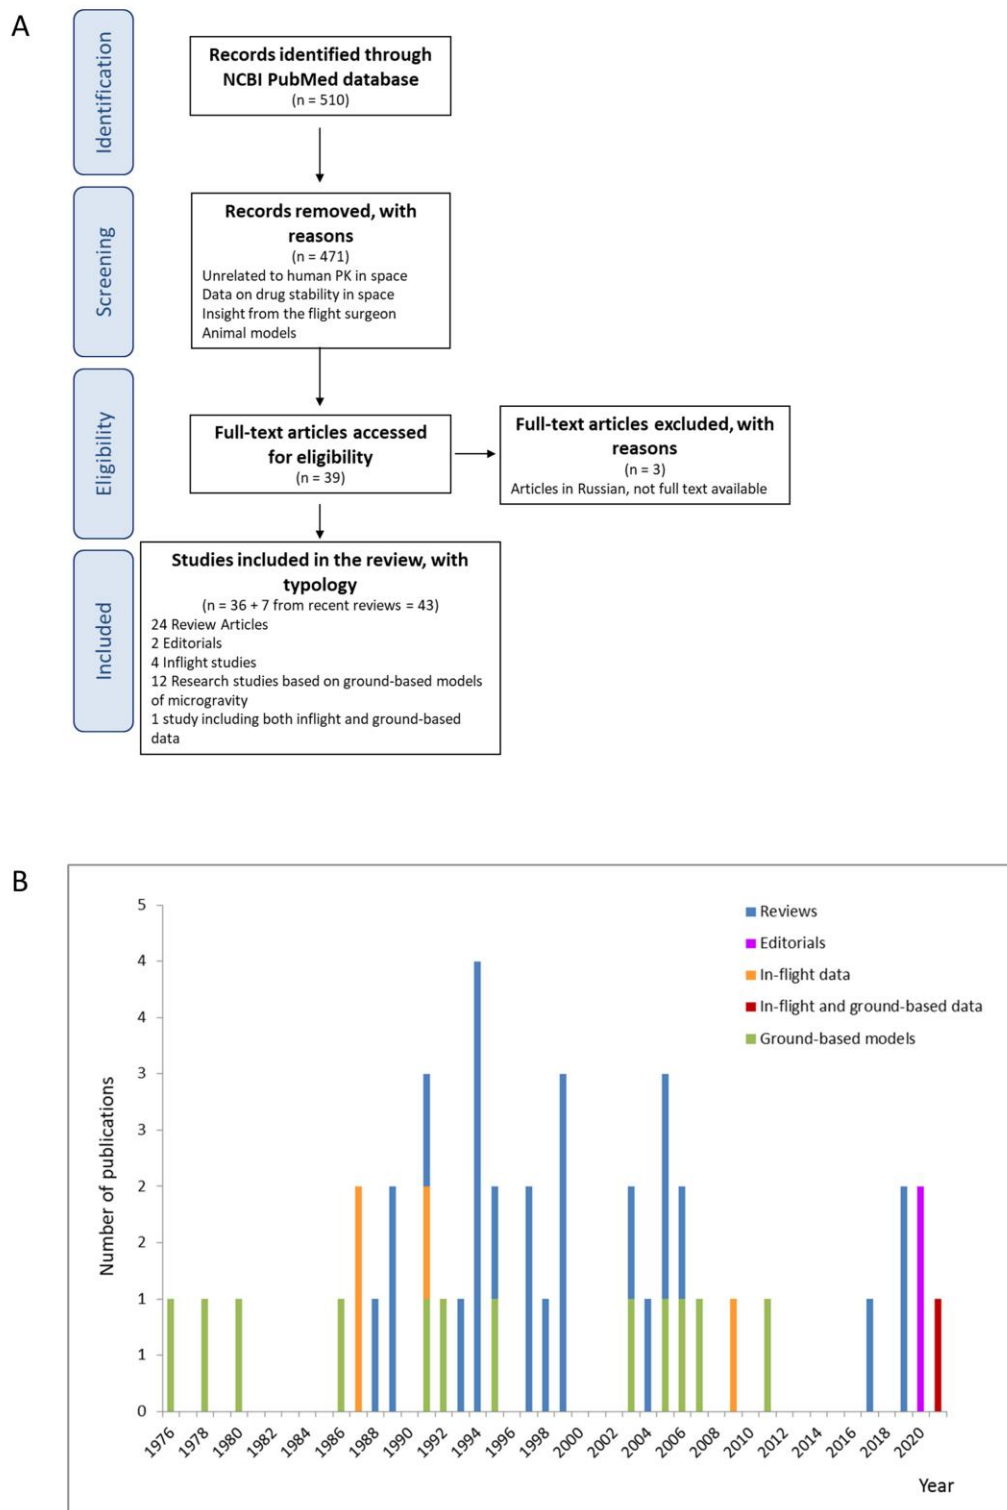 A
Identification
Records identified through
NCBI PubMed database
(n = 510)
Screening
Records removed, with
reasons
(n = 471)
Unrelated to human PK in space
Data on drug stability in space
Insight from the flight surgeon
Animal models
Eligibility
Full-text articles accessed
for eligibility
(n = 39)
Full-text articles excluded, with
reasons
(n = 3)
Articles in Russian, not full text available
Included
Studies included in the review, with
typology
(n = 36 + 7 from recent reviews = 43)
24 Review Articles
2 Editorials
4 Inflight studies
12 Research studies based on ground-based models
of microgravity
1 study including both inflight and ground-based
data
B
Number of publications
5
4
4
3
3
2
2
1
1
0
Reviews
Editorials
In-flight data
In-flight and ground-based data
Ground-based models
1976
1978
1980
1982
1984
1986
1988
1990
1992
1994
1996
1998
2000
2002
2004
2006
2008
2010
2012
2014
2016
2018
2020
Year